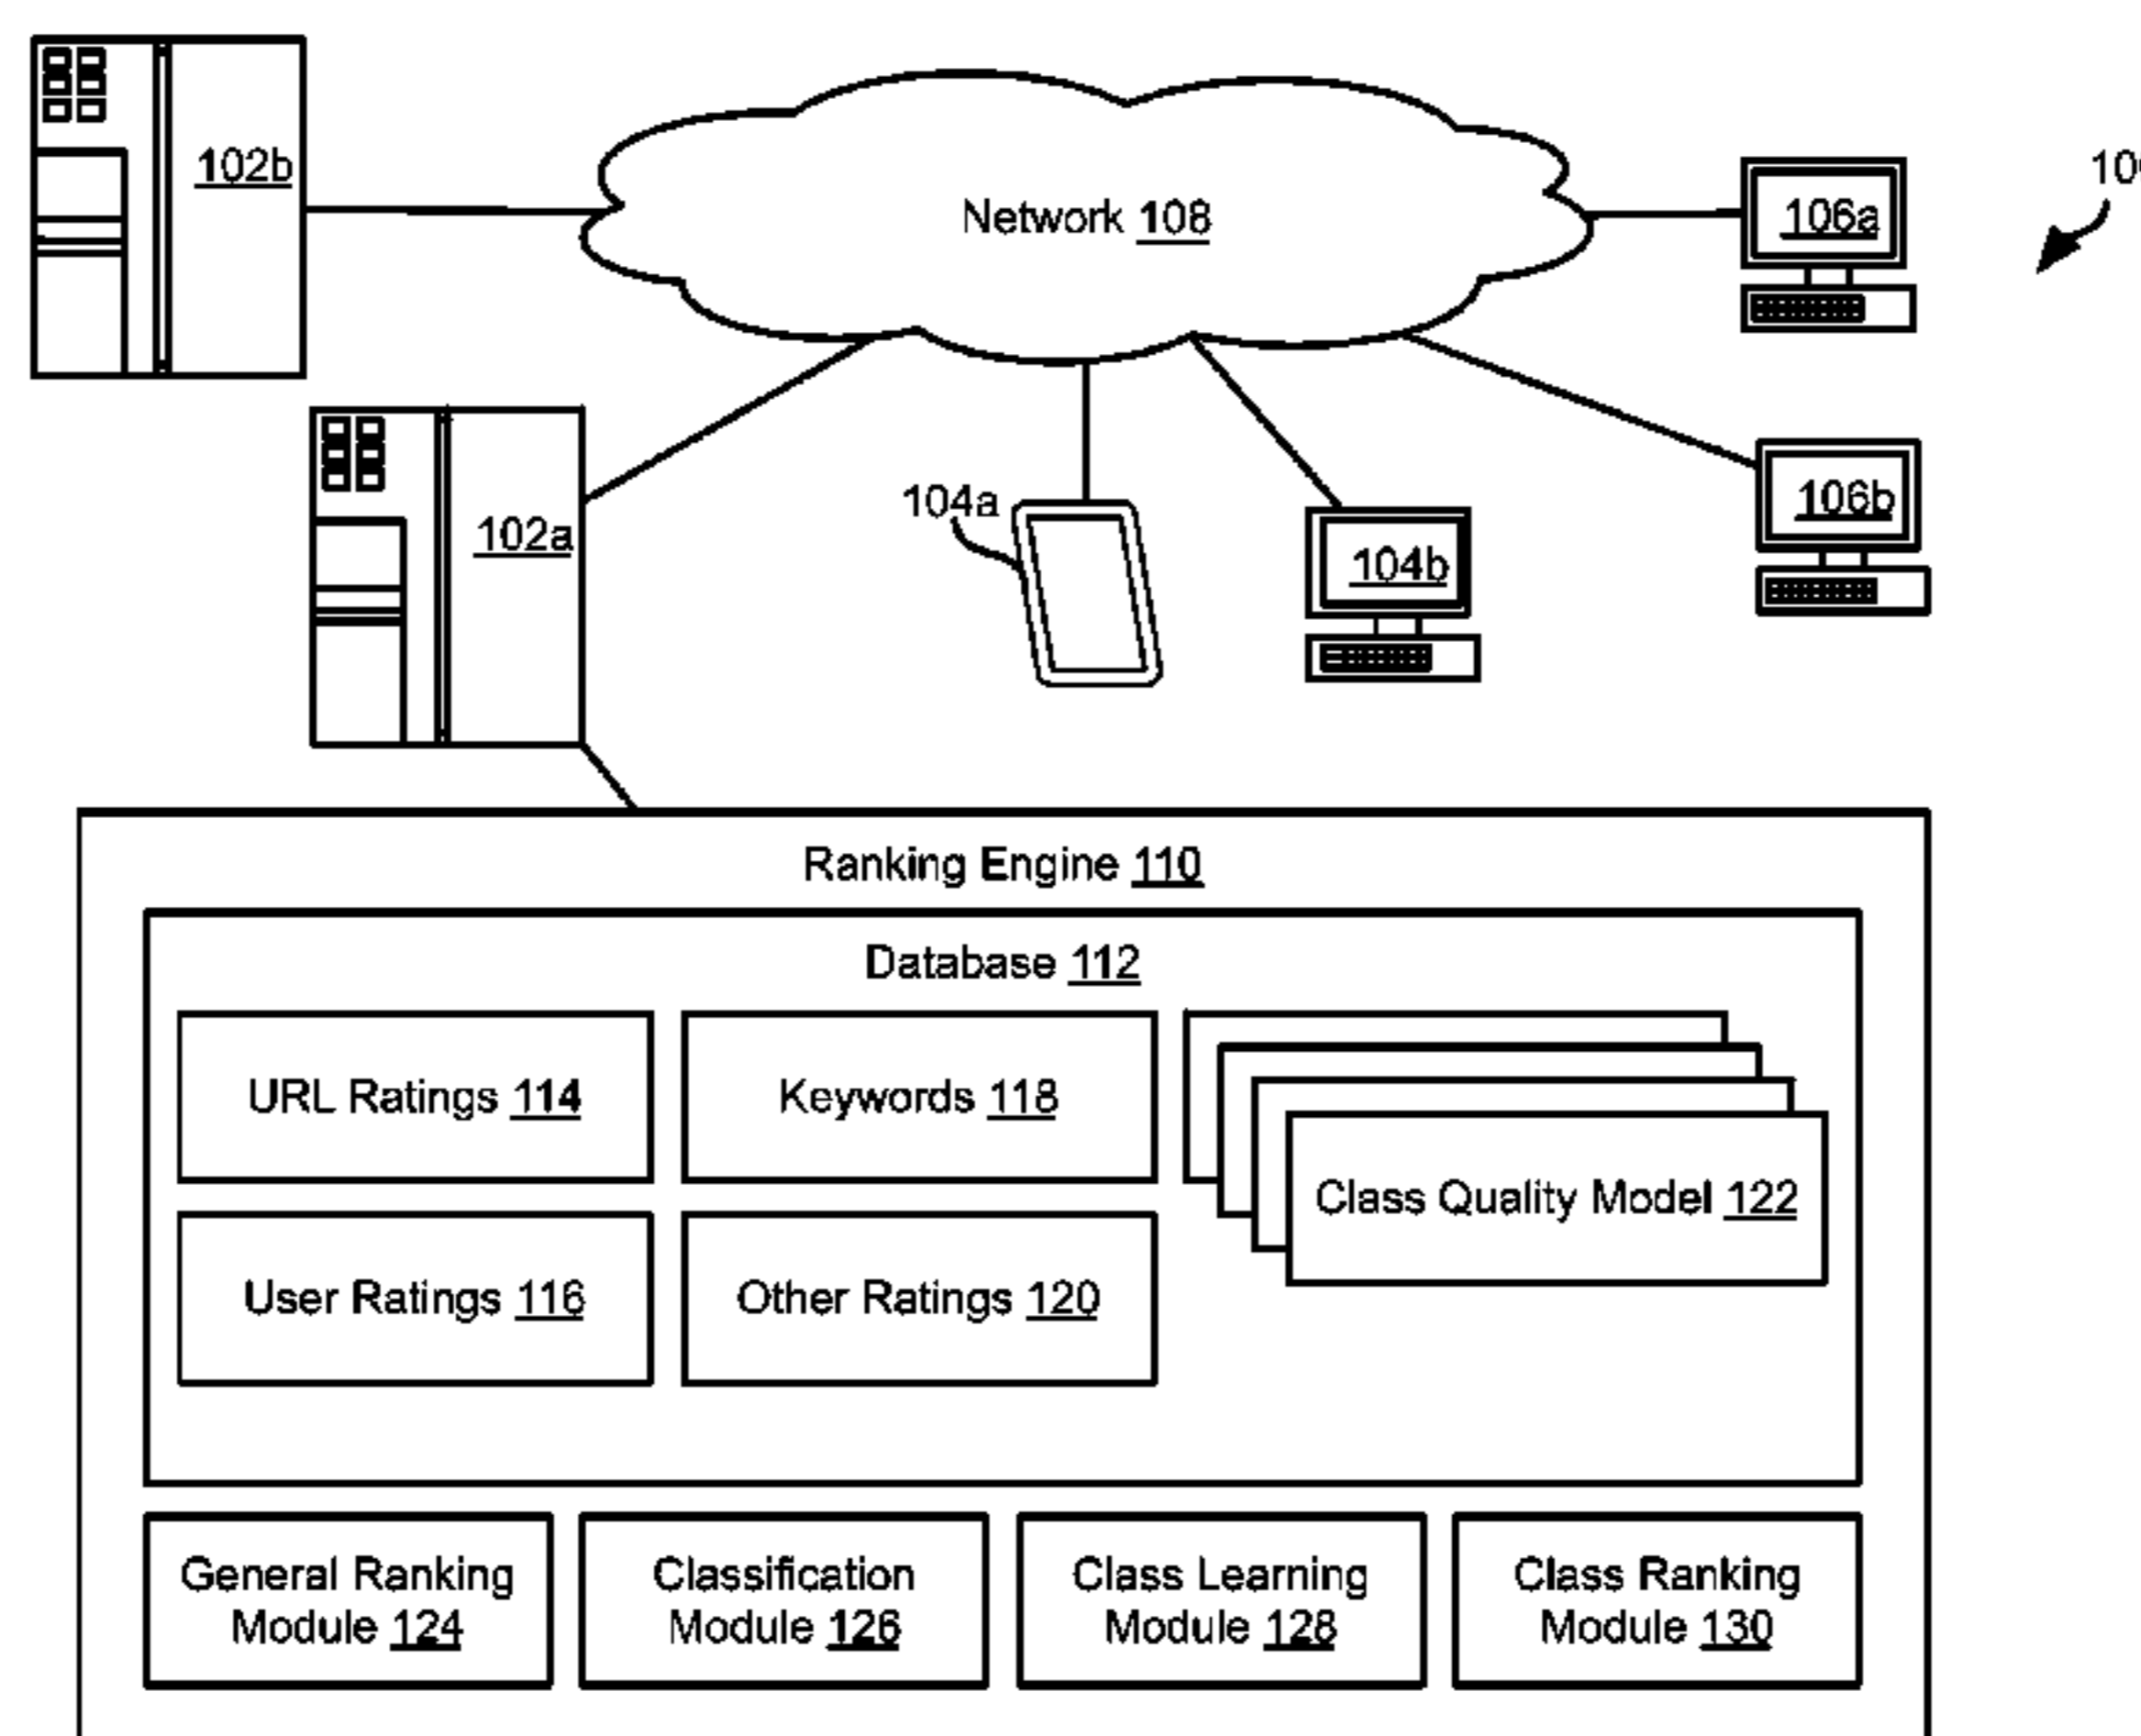 102b
Network 108
106a
102a
104a
104b
106b
Ranking Engine 110
Database 112
URL Ratings 114
Keywords 118
Class Quality Model 122
User Ratings 116
Other Ratings 120
General Ranking
Module 124
Classification
Module 126
Class Learning
Module 128
Class Ranking
Module 130